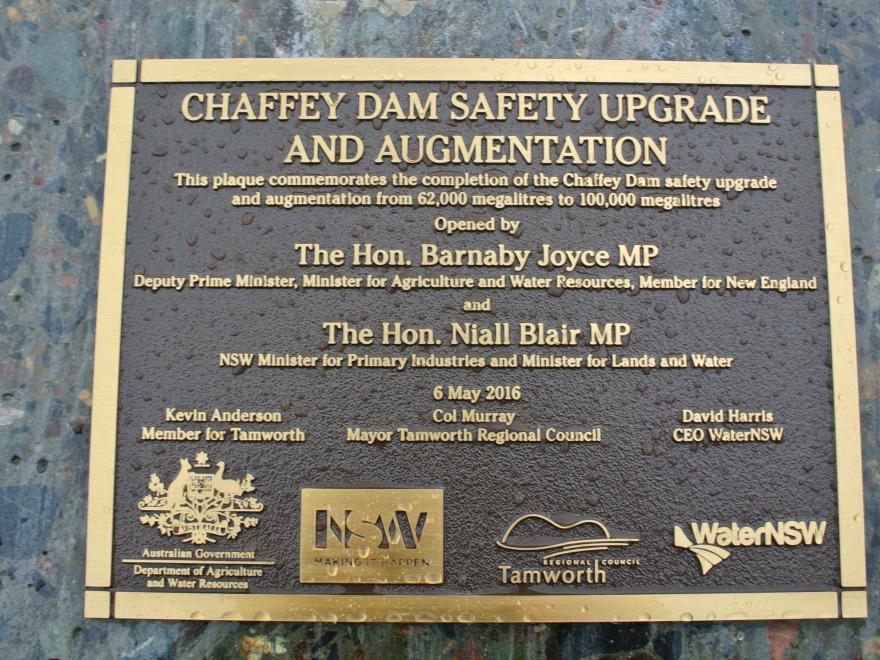 CHAFFEY DAM SAFETY UPGRADE
AND AUGMENTATION
This plaque commemorates the completion of the Chaffey Dam safety upgrade
and augmentation from 62,000 megalitres to 100,000 megalitres
Opened by
The Hon. Barnaby Joyce MP
Deputy Prime Minister, Minister for Agriculture and Water Resources, Member for New England
and
The Hon. Niall Blair MP
NSW Minister for Primary Industries and Minister for Lands and Water
6 May 2016
Kevin Anderson
Member for Tamworth
Col Murray
Mayor Tamworth Regional Council
David Harris
CEO WaterNSW
AUSTRALIA
Australian Government
Department of Agriculture
and Water Resources
NSW
MAKING IT HAPPEN
REGIONAL COUNCIL
Tamworth
WaterNSW